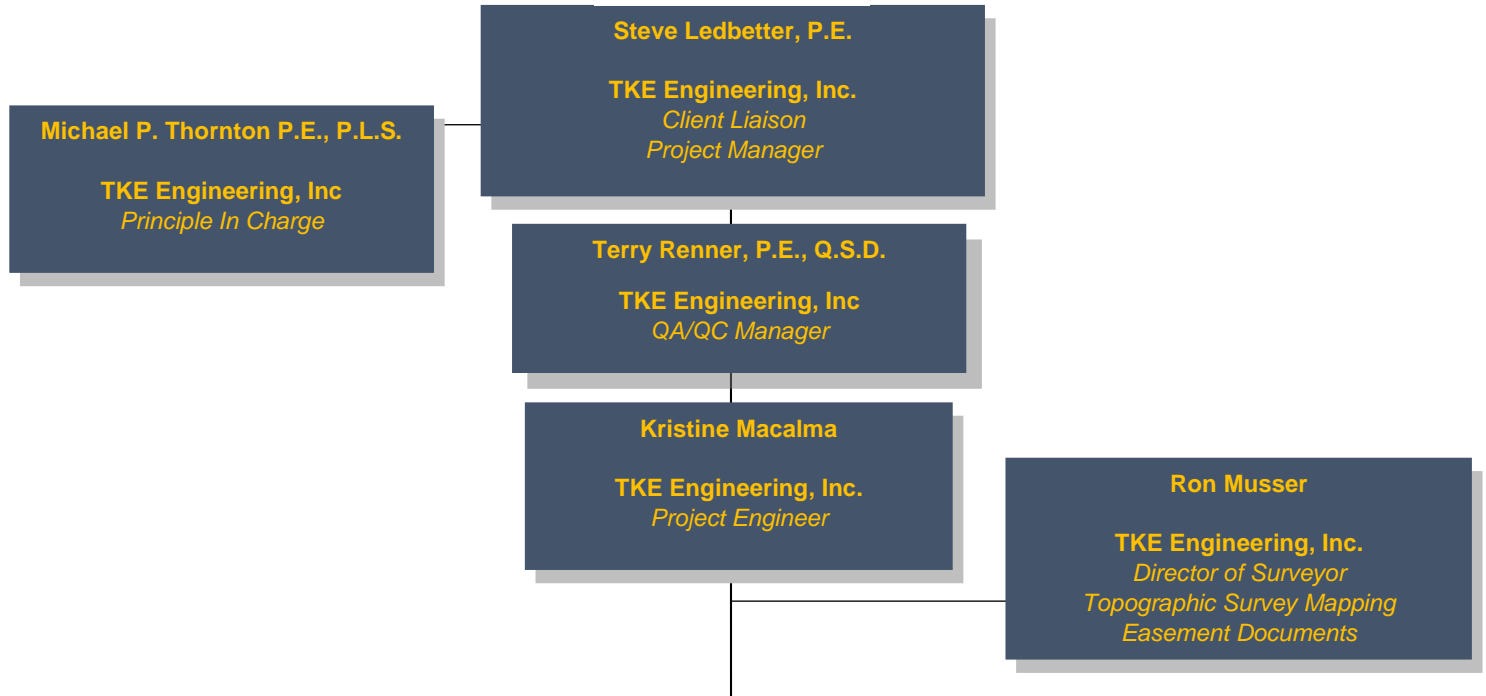 Steve Ledbetter, P.E.
TKE Engineering, Inc.
Client Liaison
Project Manager
Michael P. Thornton P.E., P.L.S.
TKE Engineering, Inc
Principle In Charge
Terry Renner, P.E., Q.S.D.
TKE Engineering, Inc
QA/QC Manager
Kristine Macalma
TKE Engineering, Inc.
Project Engineer
Ron Musser
TKE Engineering, Inc.
Director of Surveyor
Topographic Survey Mapping
Easement Documents